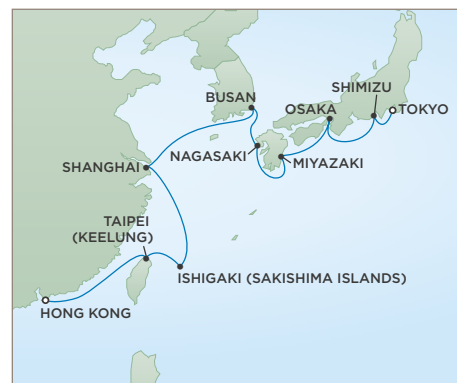 SHIMIZU
BUSAN
OSAKA
TOKYO
NAGASAKI
MIYAZAKI
SHANGHAI
TAIPEI
(KEELUNG)
ISHIGAKI (SAKISHIMA ISLANDS)
HONG KONG